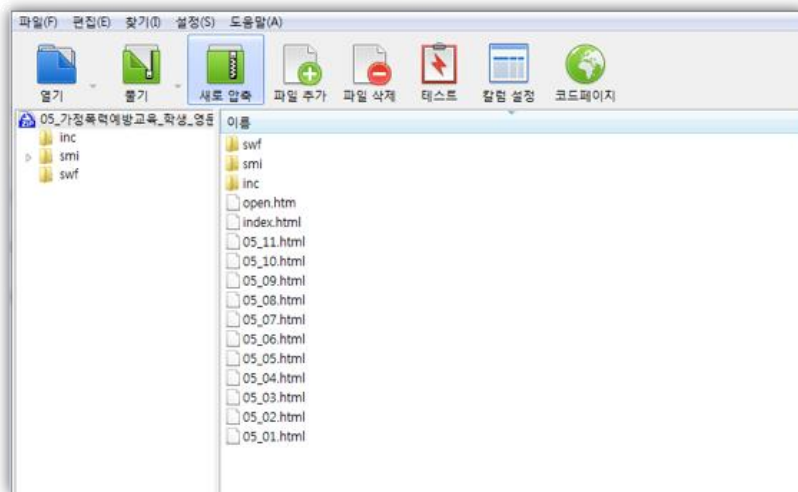 파일(F) 편집(E) 찾기(I) 설정(S) 도움말(A)
열기 풀기 새로 압축 파일 추가 파일 삭제 테스트 칼럼 설정 코드페이지
05_가정폭력예방교육_학생_영문
inc
smi
swf
이름
swf
smi
inc
open.htm
index.html
05_11.html
05_10.html
05_09.html
05_08.html
05_07.html
05_06.html
05_05.html
05_04.html
05_03.html
05_02.html
05_01.html